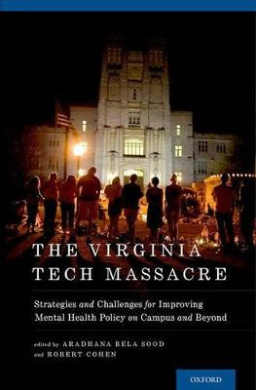 THE VIRGINIA
TECH MASSACRE
Strategies and Challenges for Improving
Mental Health Policy on Campus and Beyond
edited by ARADHANA BELA SOOD
and ROBERT COHEN
OXFORD